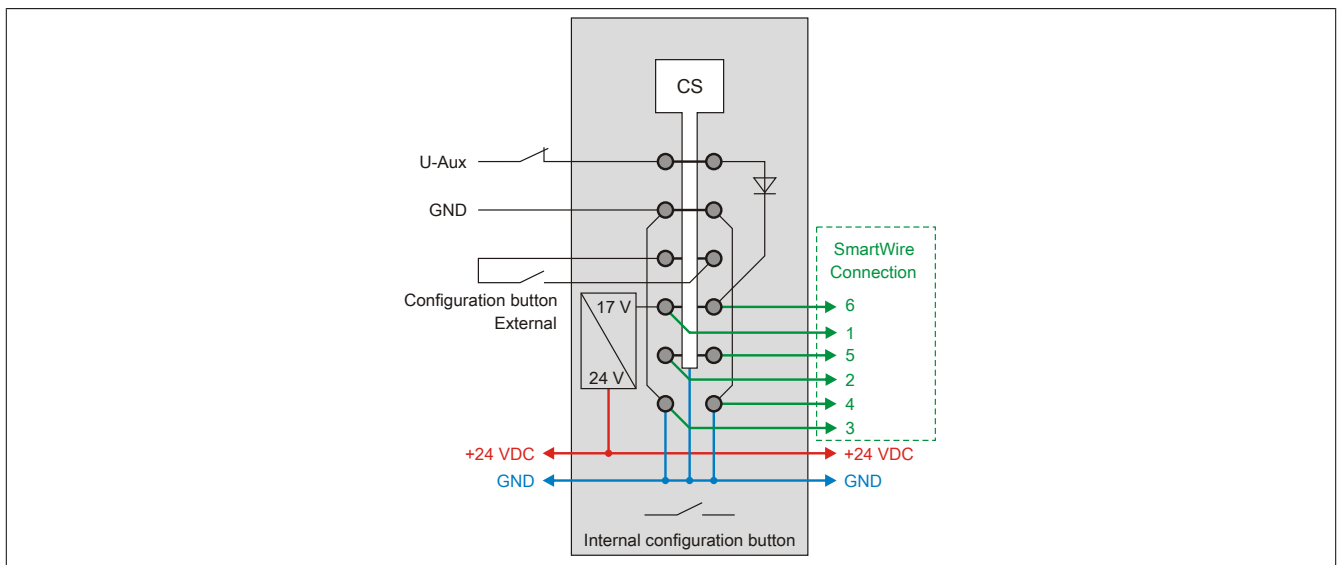 CS
U-Aux
GND
SmartWire
Connection
Configuration button
External
17 V
24 V
6
1
5
2
4
3
+24 VDC
+24 VDC
GND
GND
Internal configuration button